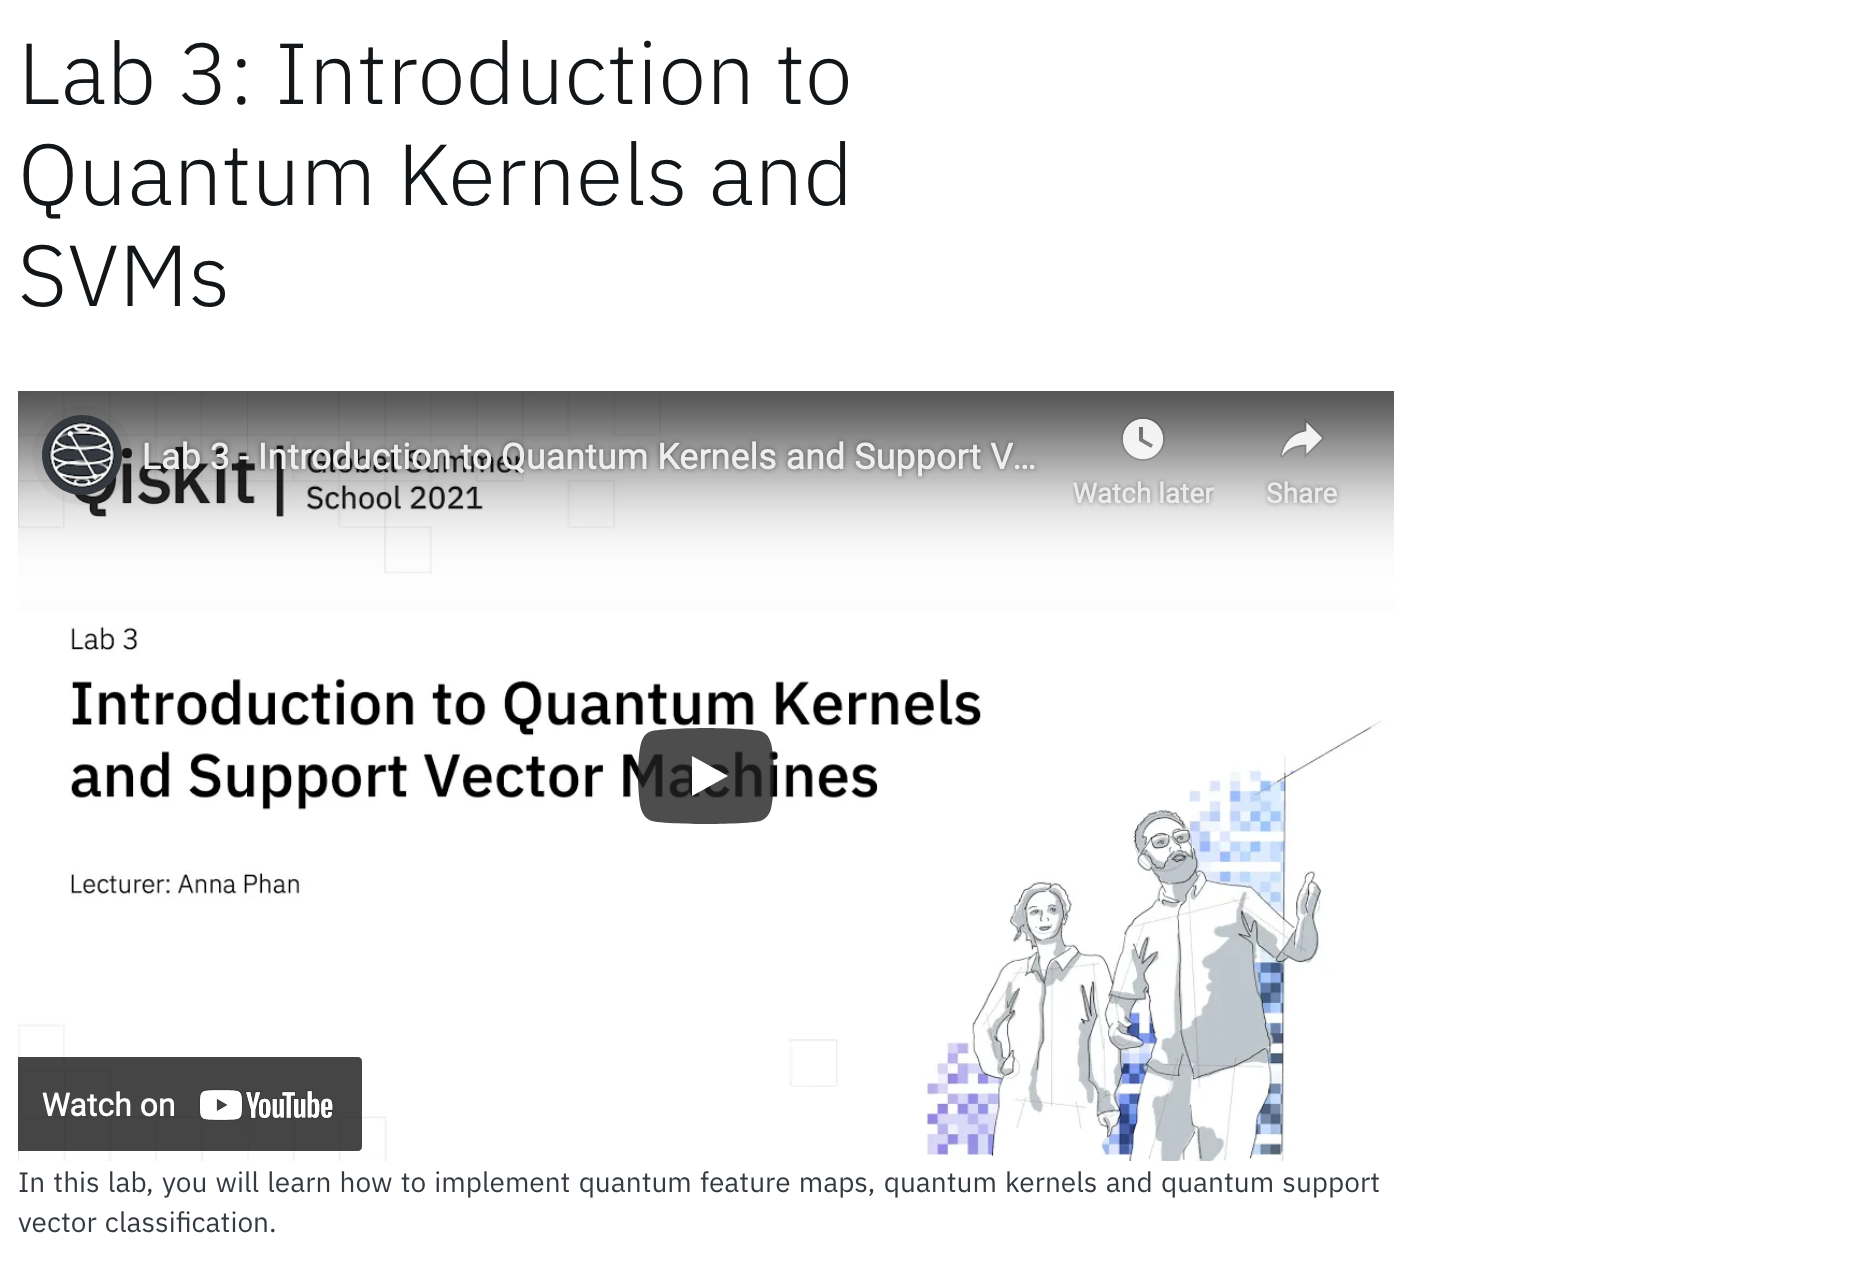 Lab 3: Introduction to
Quantum Kernels and
SVMs
Lab 3 - Introduction to Quantum Kernels and Support V...
Watch later
Share
Qiskit | Global Summer
School 2021
Lab 3
Introduction to Quantum Kernels
and Support Vector Machines
Lecturer: Anna Phan
Watch on YouTube
In this lab, you will learn how to implement quantum feature maps, quantum kernels and quantum support
vector classification.